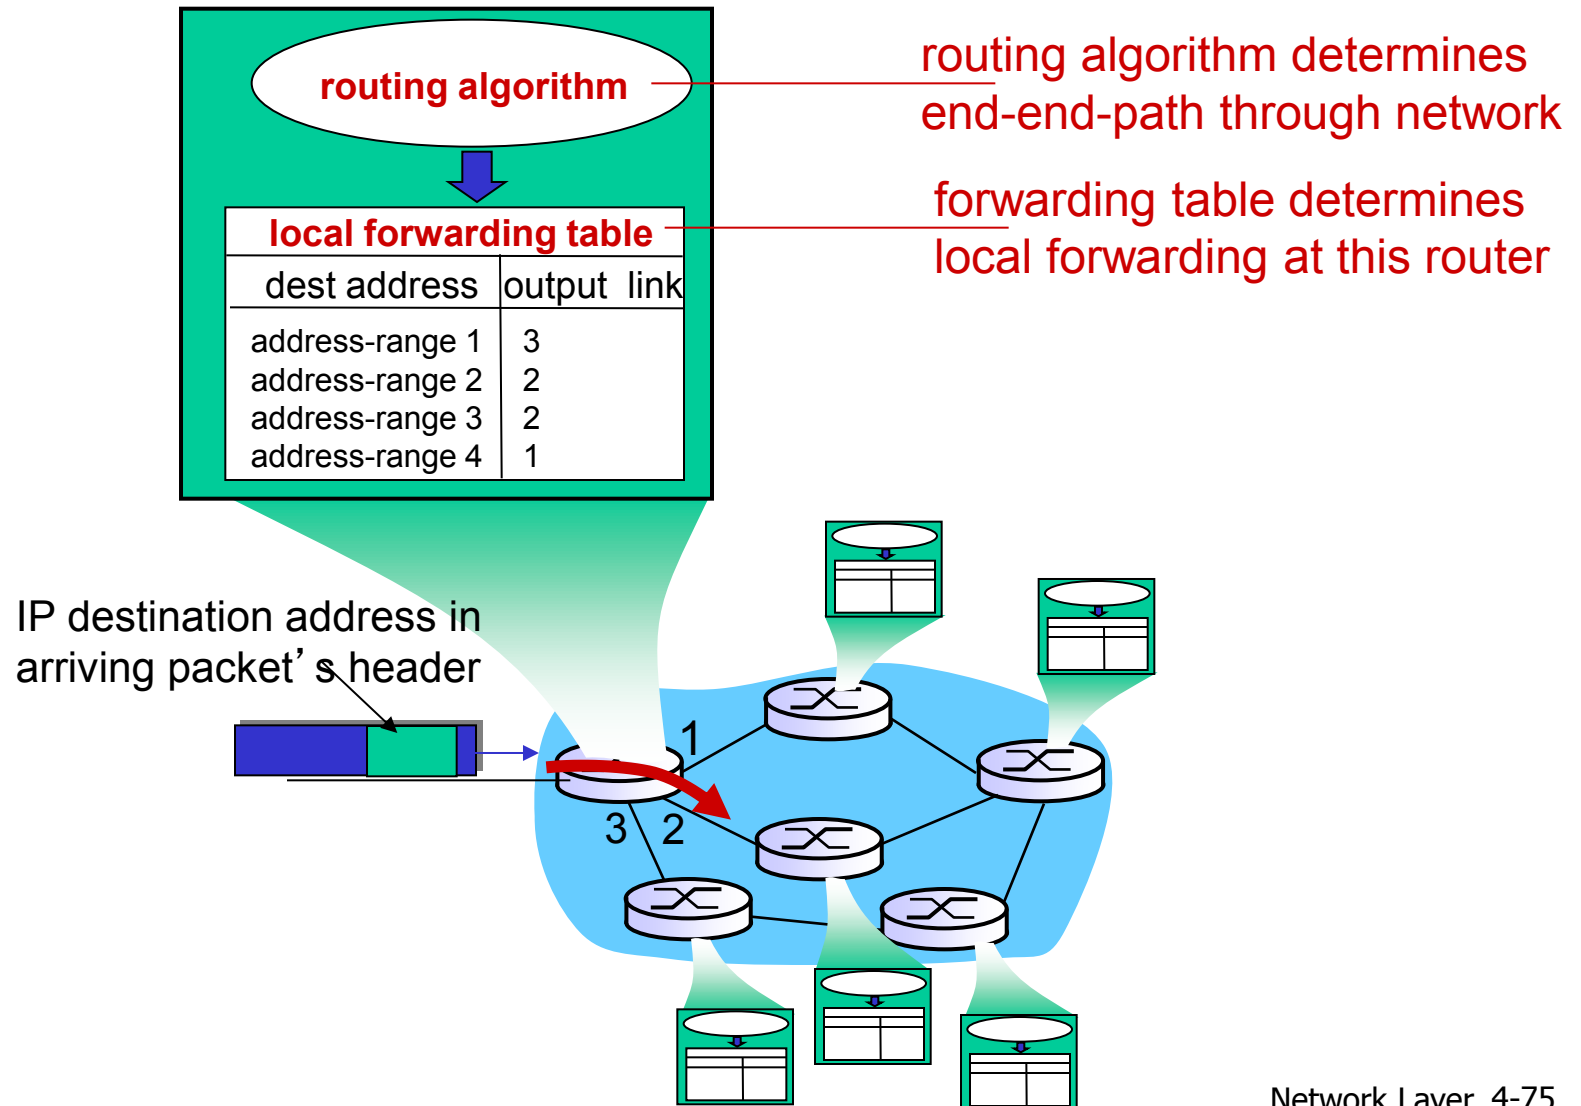 routing algorithm
routing algorithm determines
end-end-path through network
local forwarding table
forwarding table determines
local forwarding at this router
dest address output link
address-range 1 3
address-range 2 2
address-range 3 2
address-range 4 1
IP destination address in
arriving packet’s header
1
3 2
Network Layer 4-75